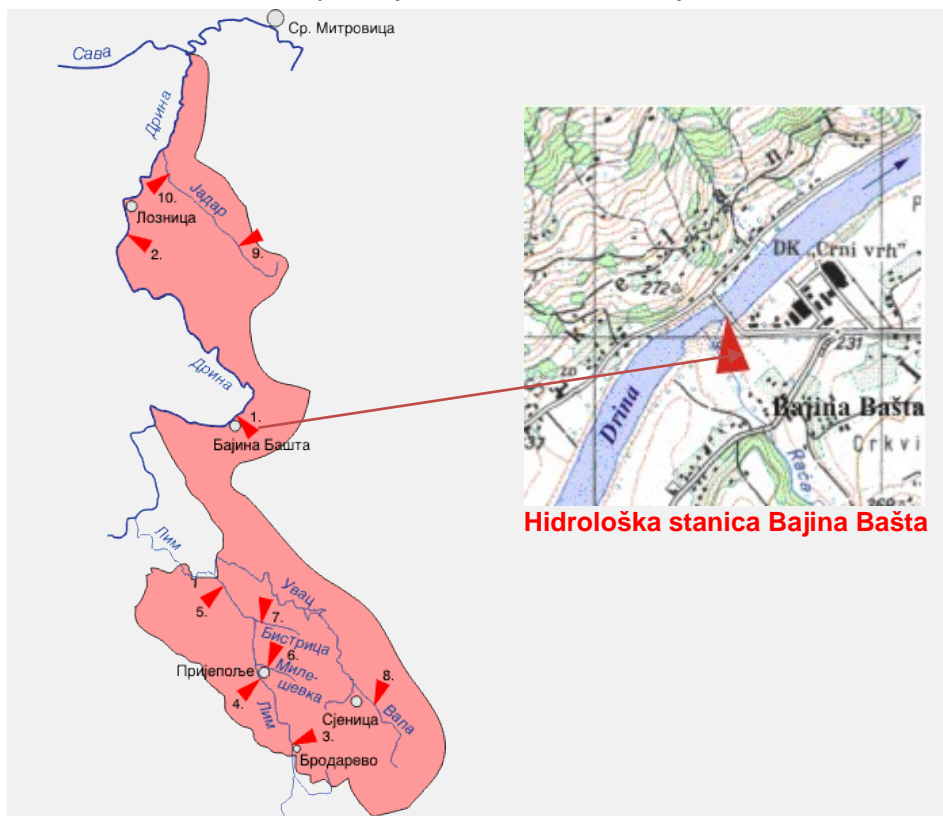 Ср. Митровица
Сава
Дрина
Јадар
10.
Лозница
2.
9.
Дрина
1.
Бајина Башта
Лим
Увац
5.
7.
Бистрица
6.
Пријепоље
Миле-
шевка
8.
4.
Сјеница
Вапа
Лим
3.
Бродарево
DK „Crni vrh"
272
231
Drina
Bajina Bašta
Crkvi
Rača
Hidrološka stanica Bajina Bašta